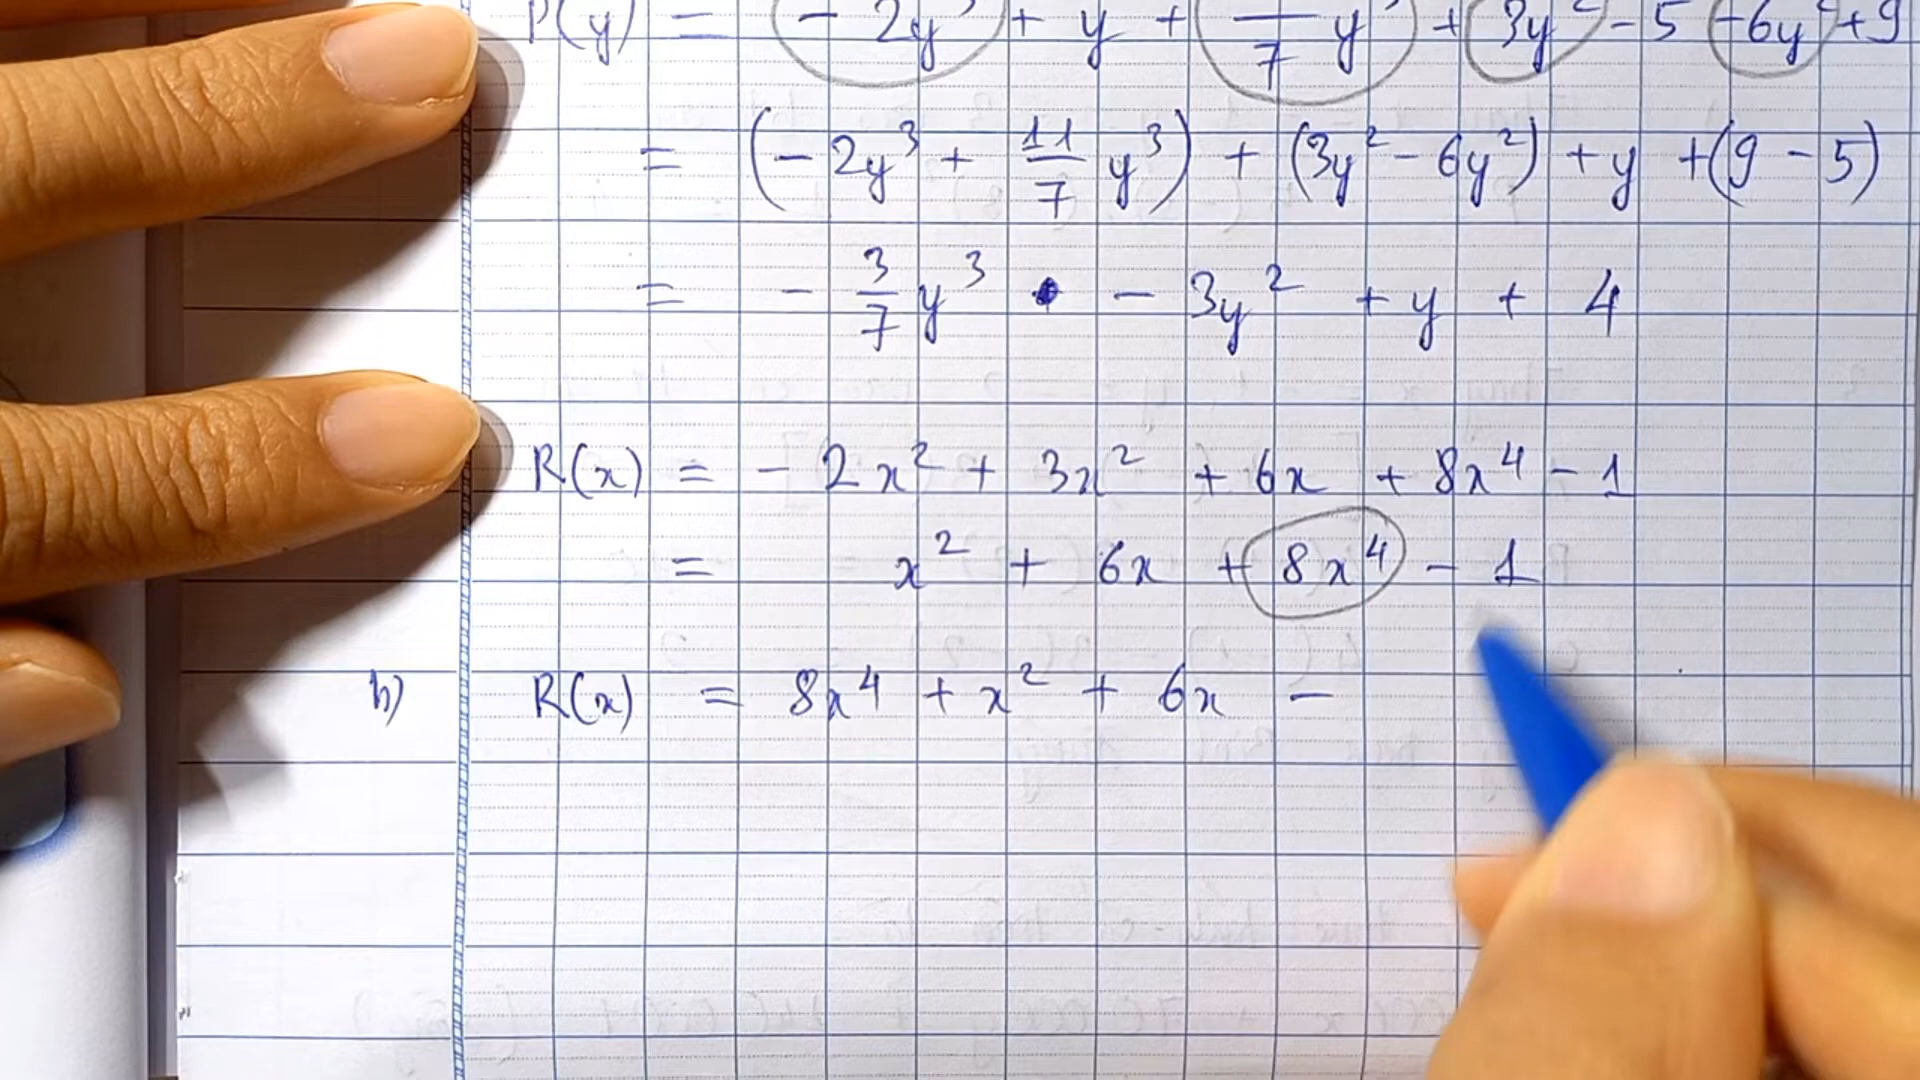 P(y) = - 2y³ + y + 7 y³ + 3y² - 5 - 6y² + 9
= (- 2y³ + 11/7 y³) + (3y² - 6y²) + y + (9 - 5)
= - 3/7 y³ - 3y² + y + 4
R(x) = - 2x² + 3x² + 6x + 8x⁴ - 1
= x² + 6x + 8x⁴ - 1
b) R(x) = 8x⁴ + x² + 6x -